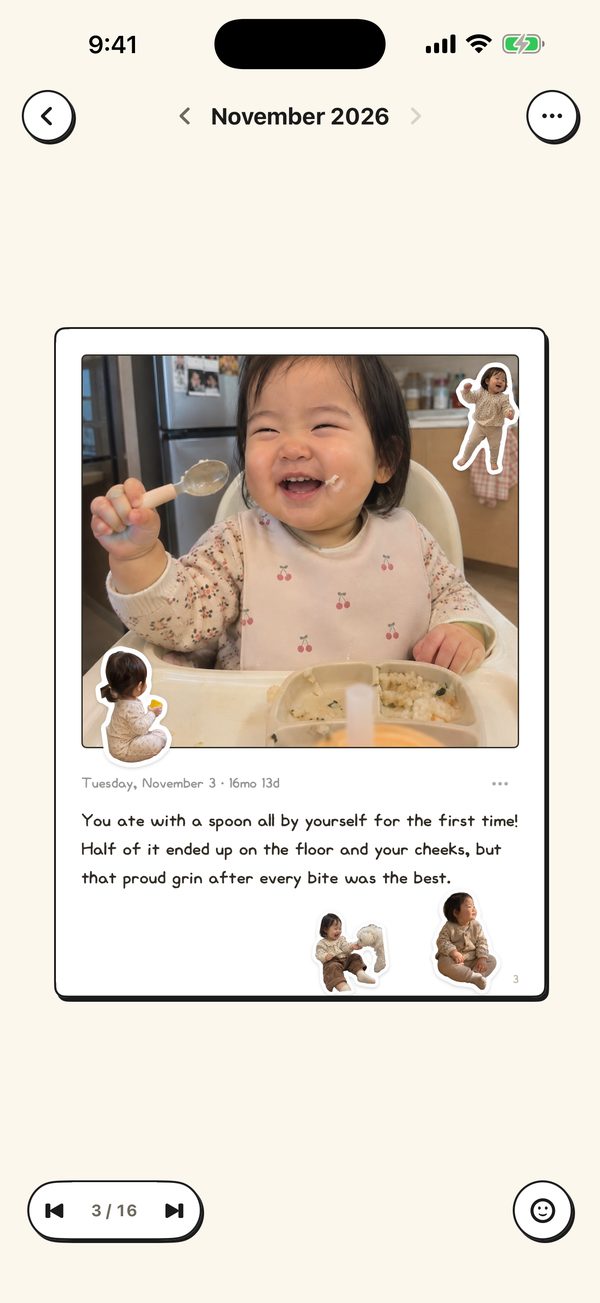 9:41
November 2026
Tuesday, November 3 · 16mo 13d
You ate with a spoon all by yourself for the first time!
Half of it ended up on the floor and your cheeks, but
that proud grin after every bite was the best.
3
3 / 16